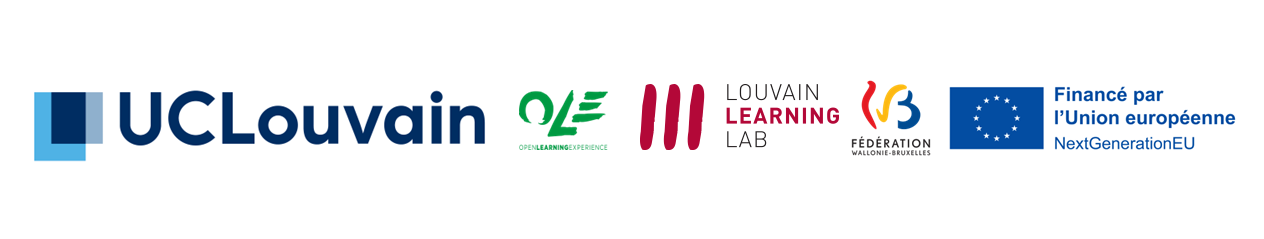 UCLouvain
OLE
OPENLEARNINGEXPERIENCE
LOUVAIN
LEARNING
LAB
FÉDÉRATION
WALLONIE-BRUXELLES
Financé par
l'Union européenne
NextGenerationEU